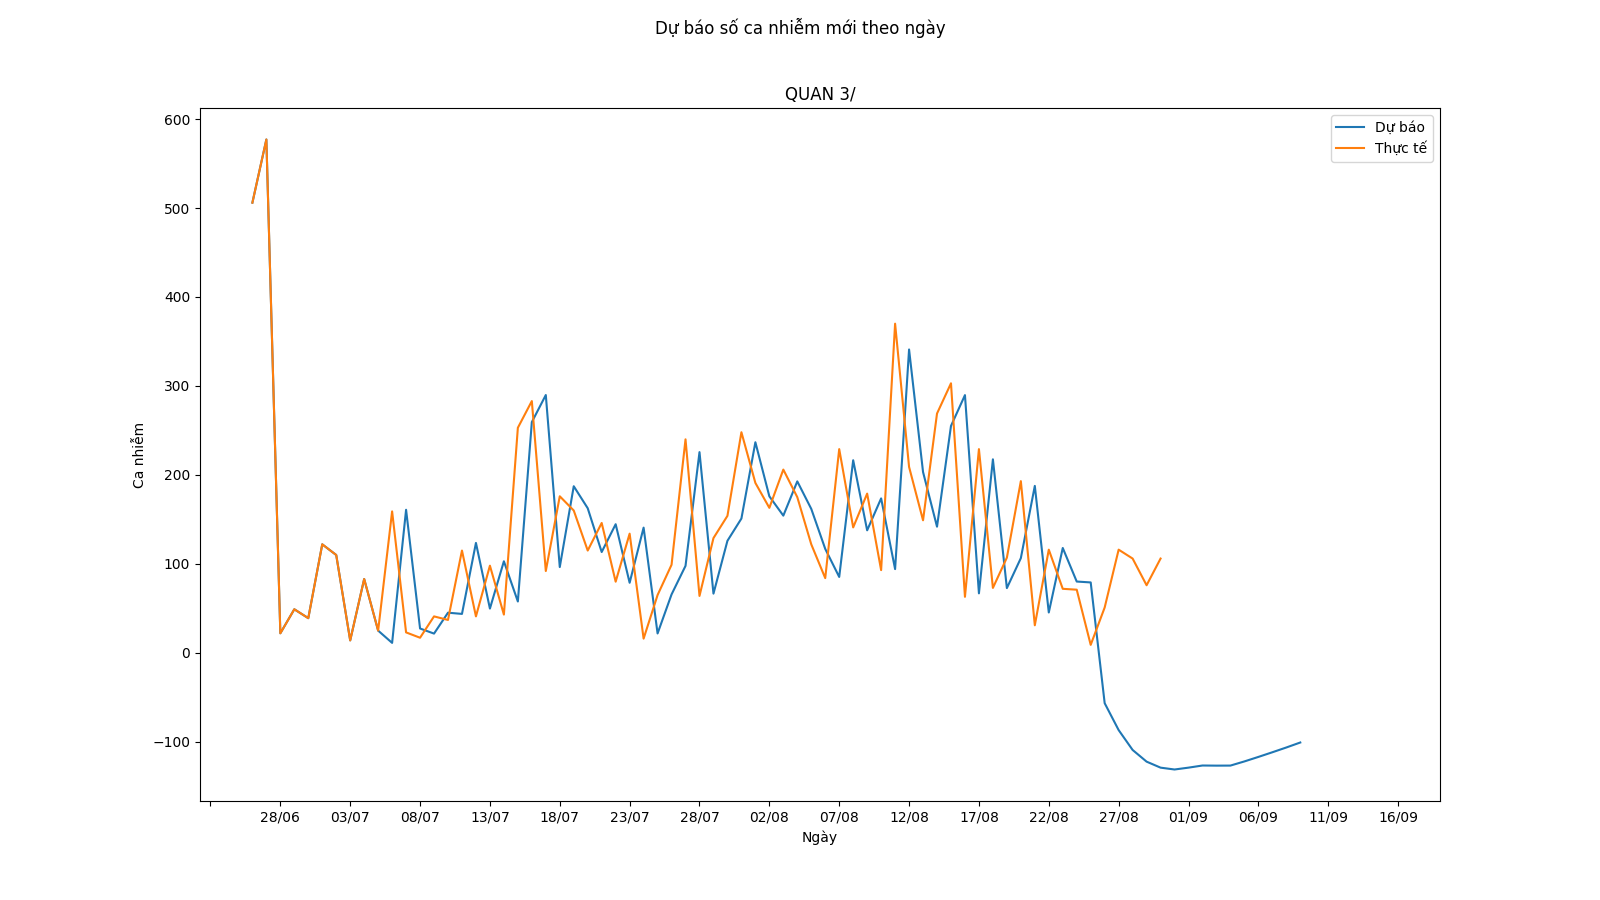 Dự báo số ca nhiễm mới theo ngày
QUAN 3/
Dự báo
Thực tế
Ca nhiễm
600
500
400
300
200
100
0
−100
28/06 03/07 08/07 13/07 18/07 23/07 28/07 02/08 07/08 12/08 17/08 22/08 27/08 01/09 06/09 11/09 16/09
Ngày